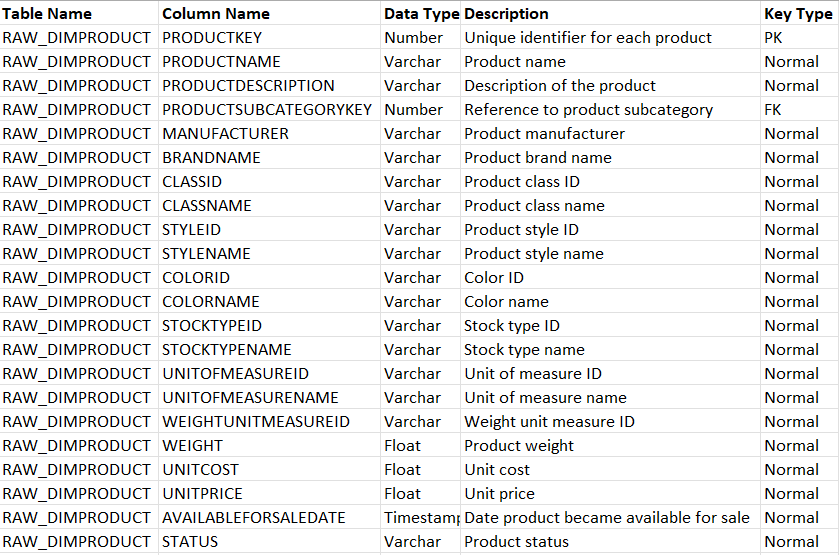 Table Name Column Name Data Type Description Key Type
RAW_DIMPRODUCT PRODUCTKEY Number Unique identifier for each product PK
RAW_DIMPRODUCT PRODUCTNAME Varchar Product name Normal
RAW_DIMPRODUCT PRODUCTDESCRIPTION Varchar Description of the product Normal
RAW_DIMPRODUCT PRODUCTSUBCATEGORYKEY Number Reference to product subcategory FK
RAW_DIMPRODUCT MANUFACTURER Varchar Product manufacturer Normal
RAW_DIMPRODUCT BRANDNAME Varchar Product brand name Normal
RAW_DIMPRODUCT CLASSID Varchar Product class ID Normal
RAW_DIMPRODUCT CLASSNAME Varchar Product class name Normal
RAW_DIMPRODUCT STYLEID Varchar Product style ID Normal
RAW_DIMPRODUCT STYLENAME Varchar Product style name Normal
RAW_DIMPRODUCT COLORID Varchar Color ID Normal
RAW_DIMPRODUCT COLORNAME Varchar Color name Normal
RAW_DIMPRODUCT STOCKTYPEID Varchar Stock type ID Normal
RAW_DIMPRODUCT STOCKTYPENAME Varchar Stock type name Normal
RAW_DIMPRODUCT UNITOFMEASUREID Varchar Unit of measure ID Normal
RAW_DIMPRODUCT UNITOFMEASURENAME Varchar Unit of measure name Normal
RAW_DIMPRODUCT WEIGHTUNITMEASUREID Varchar Weight unit measure ID Normal
RAW_DIMPRODUCT WEIGHT Float Product weight Normal
RAW_DIMPRODUCT UNITCOST Float Unit cost Normal
RAW_DIMPRODUCT UNITPRICE Float Unit price Normal
RAW_DIMPRODUCT AVAILABLEFORSALEDATE Timestamp Date product became available for sale Normal
RAW_DIMPRODUCT STATUS Varchar Product status Normal